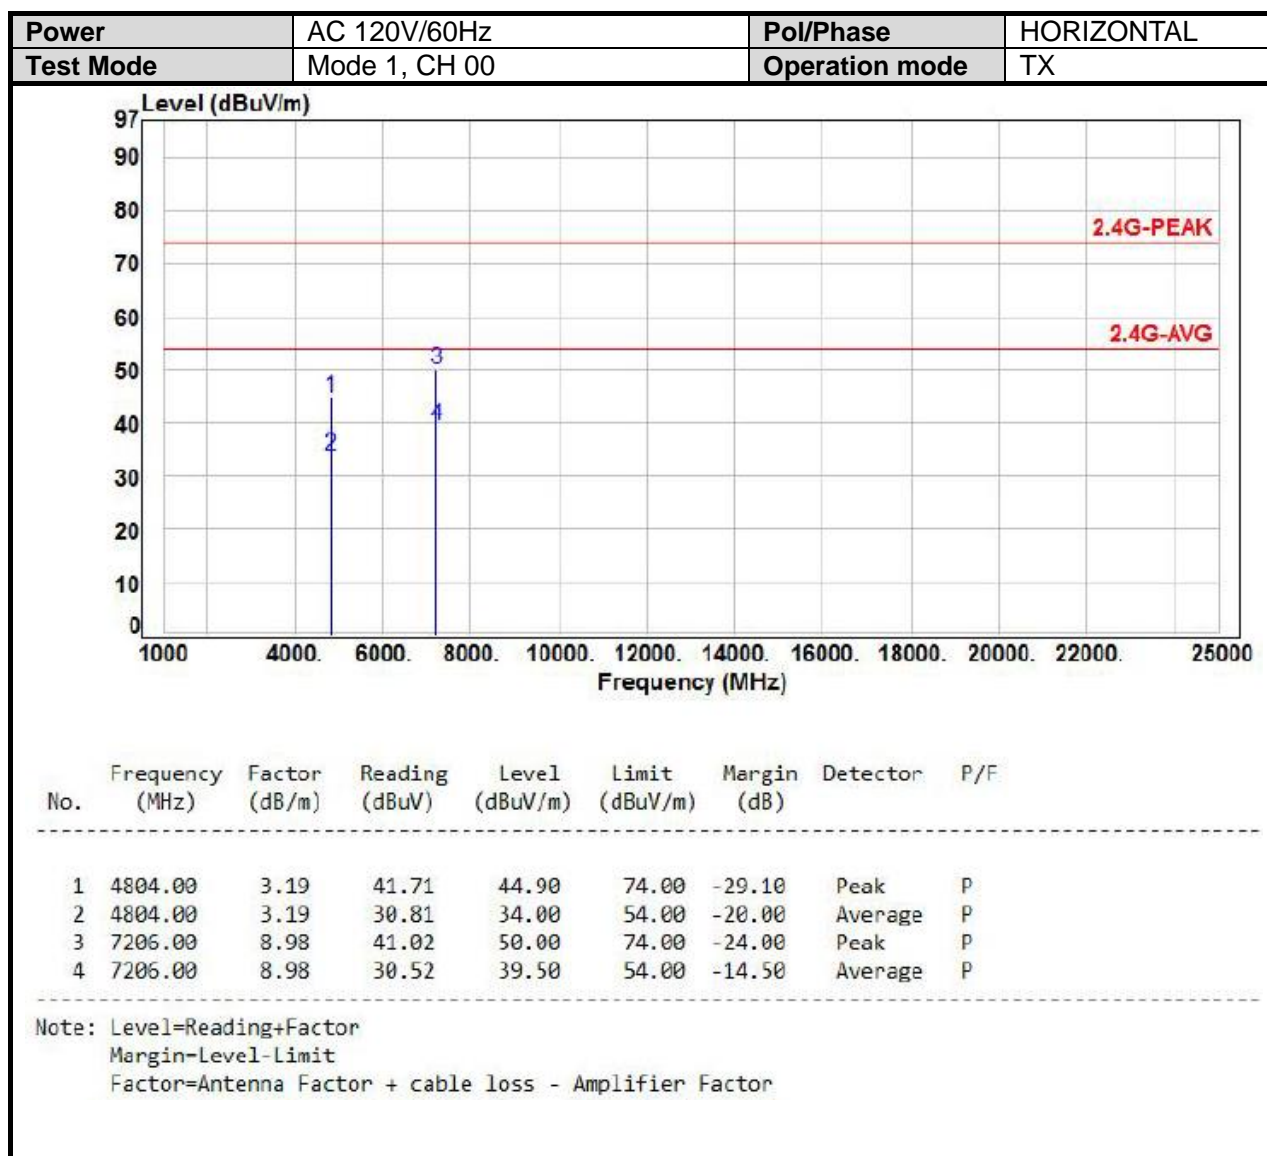 Power AC 120V/60Hz Pol/Phase HORIZONTAL
Test Mode Mode 1, CH 00 Operation mode TX
Level (dBuV/m)
97
90
80
2.4G-PEAK
70
60
2.4G-AVG
3
50
1
4
40
2
30
20
10
0
1000 4000. 6000. 8000. 10000. 12000. 14000. 16000. 18000. 20000. 22000. 25000
Frequency (MHz)
Frequency Factor Reading Level Limit Margin Detector P/F
No. (MHz) (dB/m) (dBuV) (dBuV/m) (dBuV/m) (dB)
1 4804.00 3.19 41.71 44.90 74.00 -29.10 Peak P
2 4804.00 3.19 30.81 34.00 54.00 -20.00 Average P
3 7206.00 8.98 41.02 50.00 74.00 -24.00 Peak P
4 7206.00 8.98 30.52 39.50 54.00 -14.50 Average P
Note: Level=Reading+Factor
Margin=Level-Limit
Factor=Antenna Factor + cable loss - Amplifier Factor